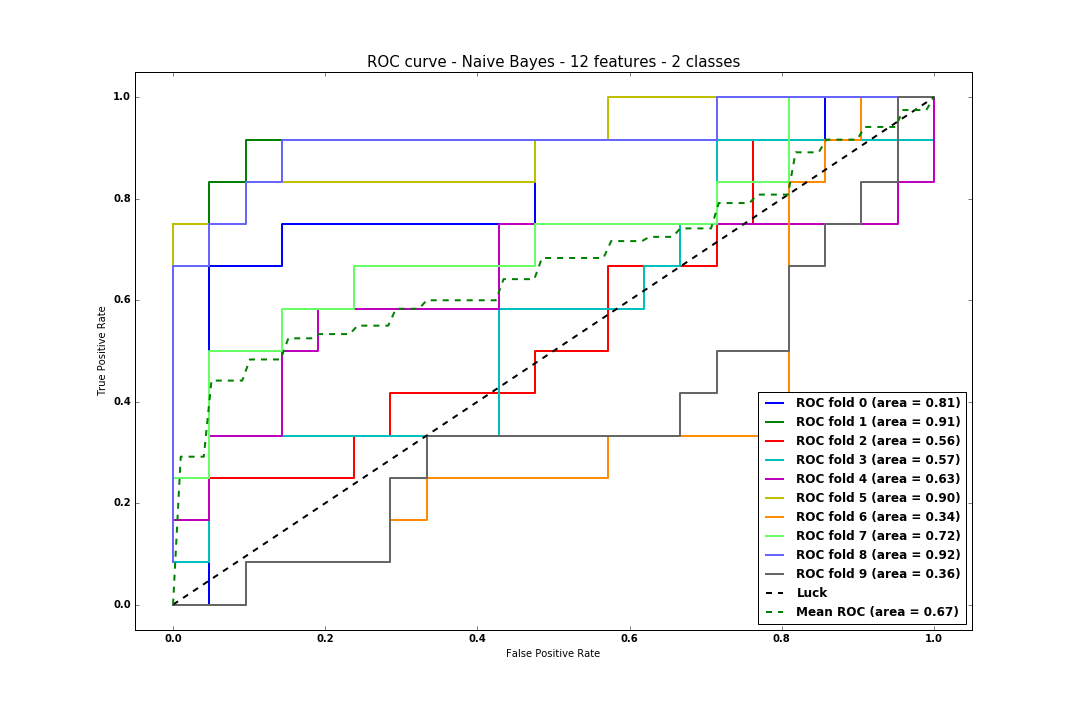 ROC curve - Naive Bayes - 12 features - 2 classes
True Positive Rate
1.0
0.8
0.6
0.4
0.2
0.0
ROC fold 0 (area = 0.81)
ROC fold 1 (area = 0.91)
ROC fold 2 (area = 0.56)
ROC fold 3 (area = 0.57)
ROC fold 4 (area = 0.63)
ROC fold 5 (area = 0.90)
ROC fold 6 (area = 0.34)
ROC fold 7 (area = 0.72)
ROC fold 8 (area = 0.92)
ROC fold 9 (area = 0.36)
Luck
Mean ROC (area = 0.67)
0.0 0.2 0.4 0.6 0.8 1.0
False Positive Rate